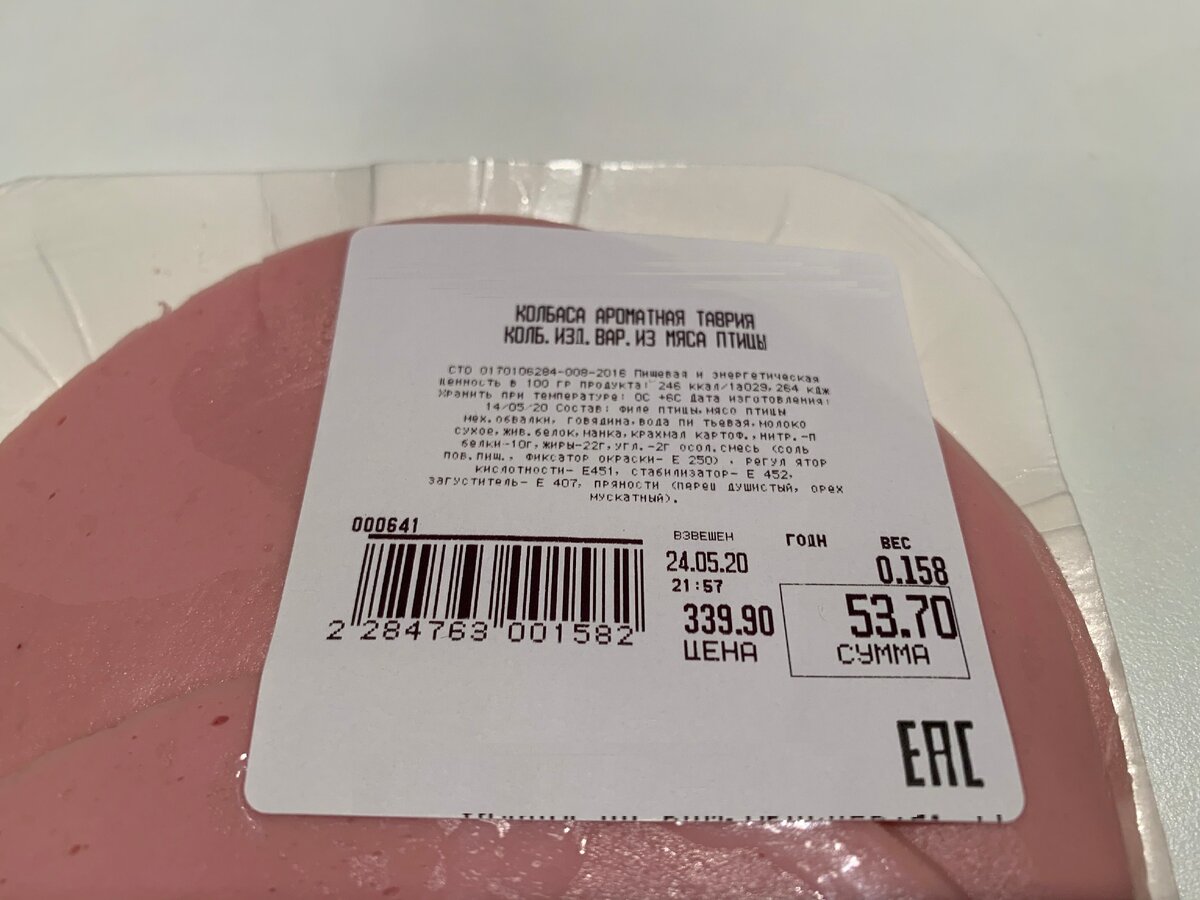 КОЛБАСА АРОМАТНАЯ ТАВРИЯ
КОЛБ. ИЗД. ВАР. ИЗ МЯСА ПТИЦЫ
СТО 0170106284-008-2016 Пищевая и энергетическая
ценность в 100 гр продукта: 246 ккал/1а029,264 кДж
Хранить при температуре: ОС +6С Дата изготовления:
14/05/20 Состав: филе птицы,мясо птицы
мех.обвалки, говядина,вода пи тьевая,молоко
сухое,жив.белок,манка,крахмал картоф.,нитр.-п
белки-10г,жиры-22г,угл.-2г осол.смесь (соль
пов.пищ., фиксатор окраски- Е 250) , регул ятор
кислотности- Е451, стабилизатор- Е 452,
загуститель- Е 407, пряности (перец душистый, орех
мускатный).
000641
ВЗВЕШЕН ГОДН ВЕС
24.05.20 0.158
21:57
339.90 53.70
ЦЕНА СУММА
2 284763 001582
ЕАС